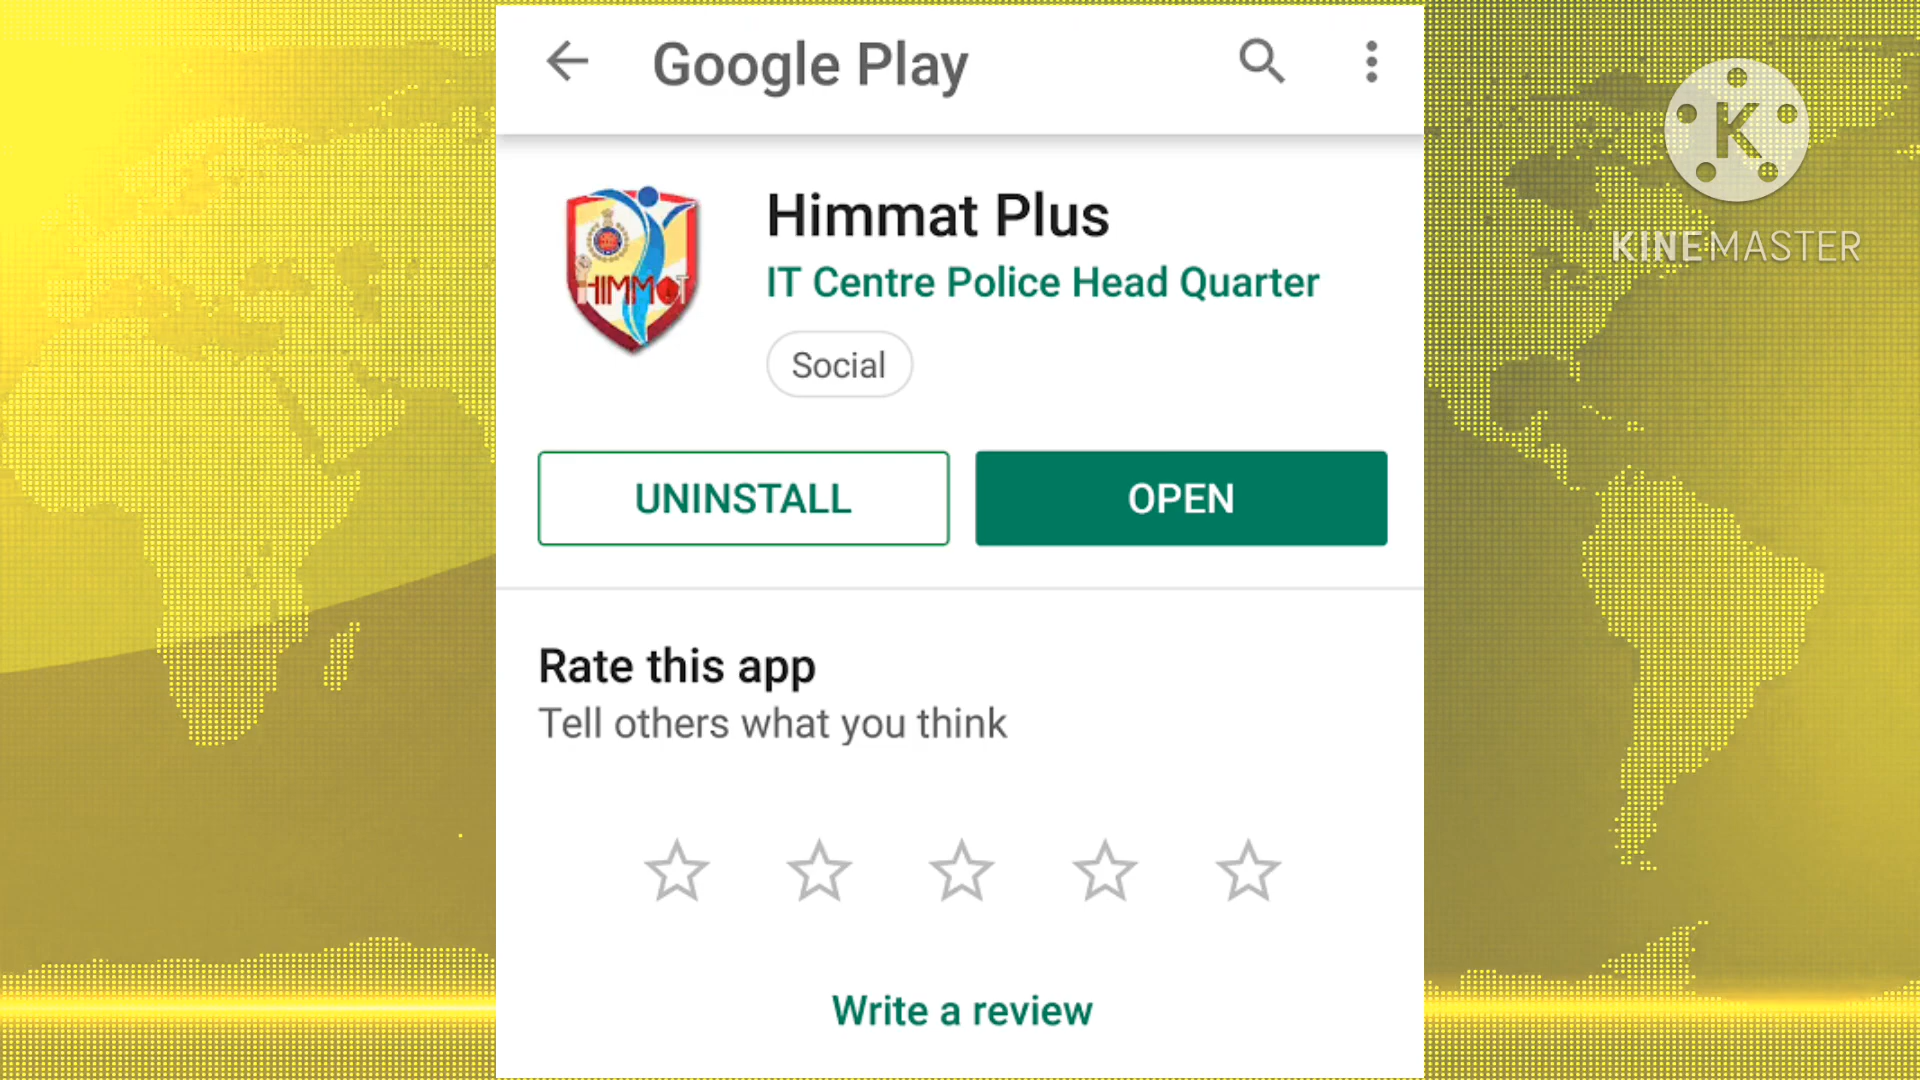 Google Play
K
KINEMASTER
HIMMAT
Himmat Plus
IT Centre Police Head Quarter
Social
UNINSTALL
OPEN
Rate this app
Tell others what you think
Write a review